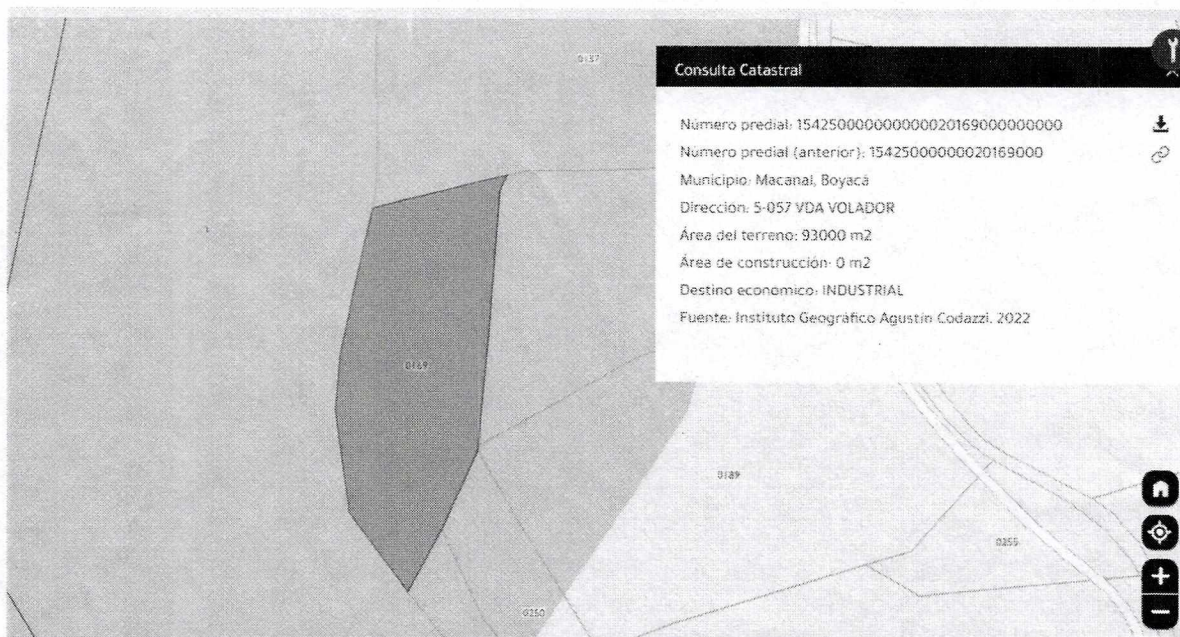 0137
Consulta Catastral
Número predial: 154250000000000020169000000000
Número predial (anterior): 15425000000020169000
Municipio: Macanal, Boyacá
Dirección: 5-057 VDA VOLADOR
Área del terreno: 93000 m2
Área de construcción: 0 m2
Destino económico: INDUSTRIAL
Fuente: Instituto Geográfico Agustín Codazzi, 2022
0169
0189
0255
0250